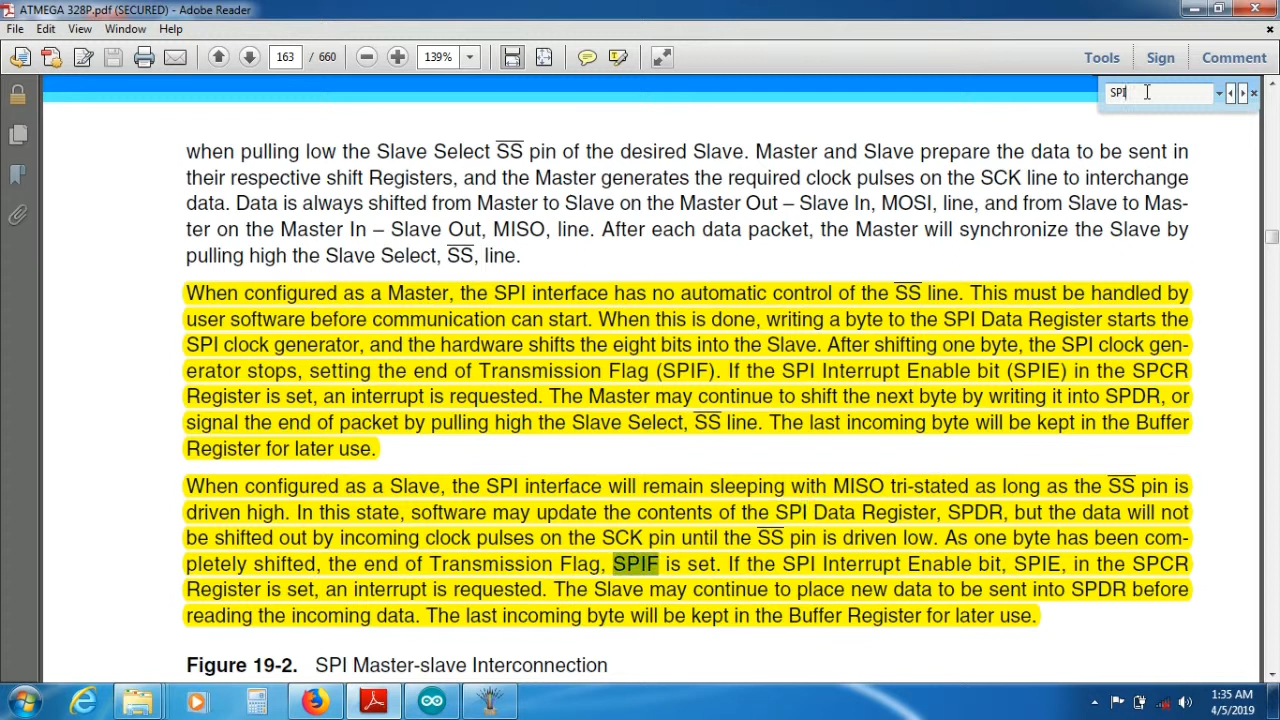 ATMEGA 328P.pdf (SECURED) - Adobe Reader
File Edit View Window Help
163 / 660 139% Tools Sign Comment
SPI
when pulling low the Slave Select SS pin of the desired Slave. Master and Slave prepare the data to be sent in
their respective shift Registers, and the Master generates the required clock pulses on the SCK line to interchange
data. Data is always shifted from Master to Slave on the Master Out – Slave In, MOSI, line, and from Slave to Mas-
ter on the Master In – Slave Out, MISO, line. After each data packet, the Master will synchronize the Slave by
pulling high the Slave Select, SS, line.
When configured as a Master, the SPI interface has no automatic control of the SS line. This must be handled by
user software before communication can start. When this is done, writing a byte to the SPI Data Register starts the
SPI clock generator, and the hardware shifts the eight bits into the Slave. After shifting one byte, the SPI clock gen-
erator stops, setting the end of Transmission Flag (SPIF). If the SPI Interrupt Enable bit (SPIE) in the SPCR
Register is set, an interrupt is requested. The Master may continue to shift the next byte by writing it into SPDR, or
signal the end of packet by pulling high the Slave Select, SS line. The last incoming byte will be kept in the Buffer
Register for later use.
When configured as a Slave, the SPI interface will remain sleeping with MISO tri-stated as long as the SS pin is
driven high. In this state, software may update the contents of the SPI Data Register, SPDR, but the data will not
be shifted out by incoming clock pulses on the SCK pin until the SS pin is driven low. As one byte has been com-
pletely shifted, the end of Transmission Flag, SPIF is set. If the SPI Interrupt Enable bit, SPIE, in the SPCR
Register is set, an interrupt is requested. The Slave may continue to place new data to be sent into SPDR before
reading the incoming data. The last incoming byte will be kept in the Buffer Register for later use.
Figure 19-2. SPI Master-slave Interconnection
1:35 AM
4/5/2019